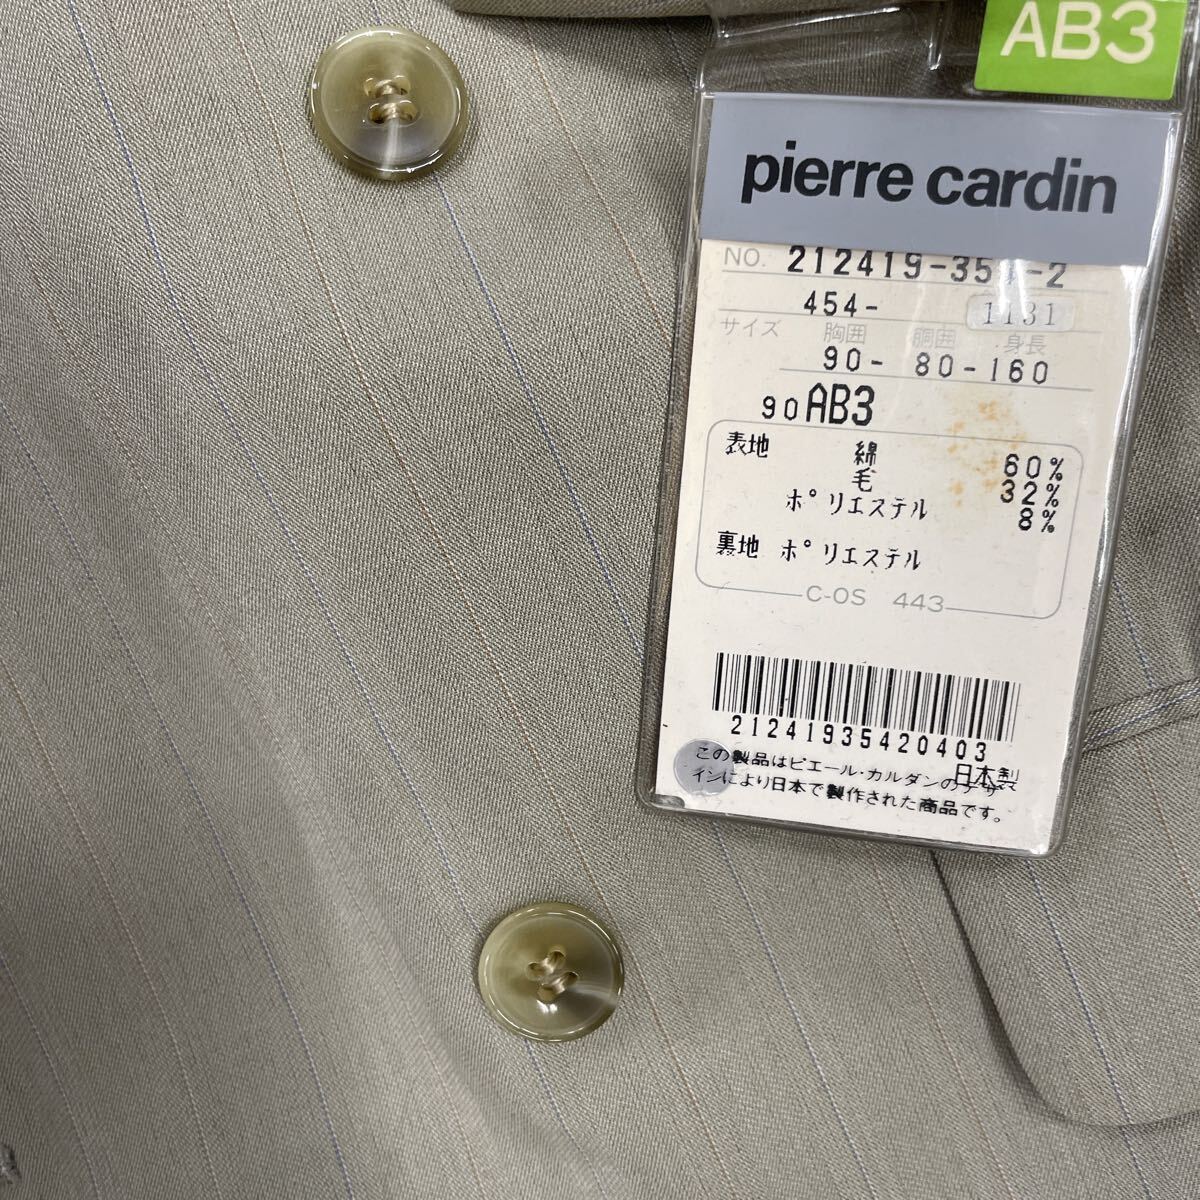 AB3
pierre cardin
NO. 212419-354-2
454- 1131
サイズ 胸囲 胴囲 身長
90- 80-160
90AB3
表地 綿 60%
毛 32%
ポリエステル 8%
裏地 ポリエステル
C-OS 443
21241935420403
日本製
この製品はピエール・カルダンのデザ
インにより日本で製作された商品です。